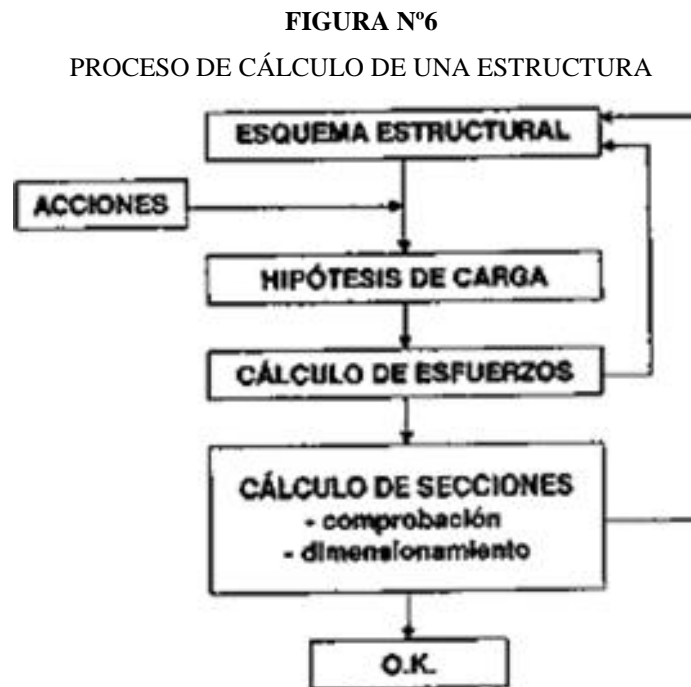 FIGURA Nº6
PROCESO DE CÁLCULO DE UNA ESTRUCTURA
ESQUEMA ESTRUCTURAL
ACCIONES
HIPÓTESIS DE CARGA
CÁLCULO DE ESFUERZOS
CÁLCULO DE SECCIONES
- comprobación
- dimensionamiento
O.K.